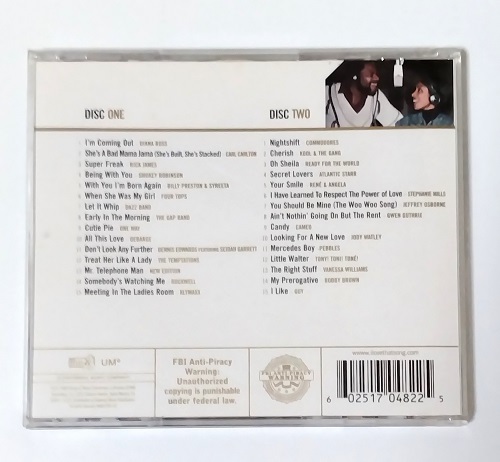 DISC ONE
I'm Coming Out DIANA ROSS
She's A Bad Mama Jama (She's Built, She's Stacked) CARL CARLTON
Super Freak RICK JAMES
Being With You SMOKEY ROBINSON
With You I'm Born Again BILLY PRESTON & SYREETA
When She Was My Girl FOUR TOPS
Let It Whip DAZZ BAND
Early In The Morning THE GAP BAND
Cutie Pie ONE WAY
All This Love DEBARGE
Don't Look Any Further DENNIS EDWARDS FEATURING SIEDAH GARRETT
Treat Her Like A Lady THE TEMPTATIONS
Mr. Telephone Man NEW EDITION
Somebody's Watching Me ROCKWELL
Meeting In The Ladies Room KLYMAXX
DISC TWO
Nightshift COMMODORES
Cherish KOOL & THE GANG
Oh Sheila READY FOR THE WORLD
Secret Lovers ATLANTIC STARR
Your Smile RENÉ & ANGELA
I Have Learned To Respect The Power of Love STEPHANIE MILLS
You Should Be Mine (The Woo Woo Song) JEFFREY OSBORNE
Ain't Nothin' Going On But The Rent GWEN GUTHRIE
Candy CAMEO
Looking For A New Love JODY WATLEY
Mercedes Boy PEBBLES
Little Walter TONY! TONI! TONÉ!
The Right Stuff VANESSA WILLIAMS
My Prerogative BOBBY BROWN
I Like GUY
UMe
FBI Anti-Piracy
Warning:
Unauthorized
copying is punishable
under federal law.
FBI ANTI-PIRACY
WARNING
6 02517 04822 5